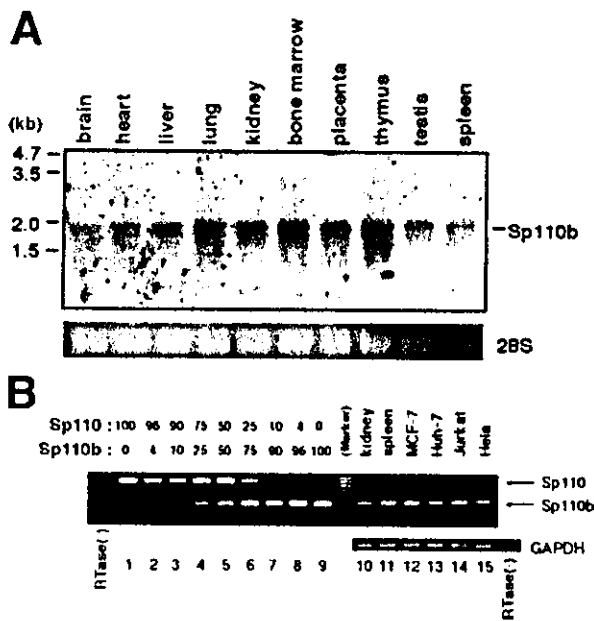 A
(kb)
brain
heart
liver
lung
kidney
bone marrow
placenta
thymus
testis
spleen
4.7
3.5
2.0
1.5
Sp110b
28S
B
Sp110 : 100 96 90 75 50 25 10 4 0
Sp110b : 0 4 10 25 50 75 90 96 100
(Marker)
kidney
spleen
MCF-7
Huh-7
Jurkat
Hela
Sp110
Sp110b
GAPDH
RTase(-)
1 2 3 4 5 6 7 8 9 10 11 12 13 14 15
RTase(-)